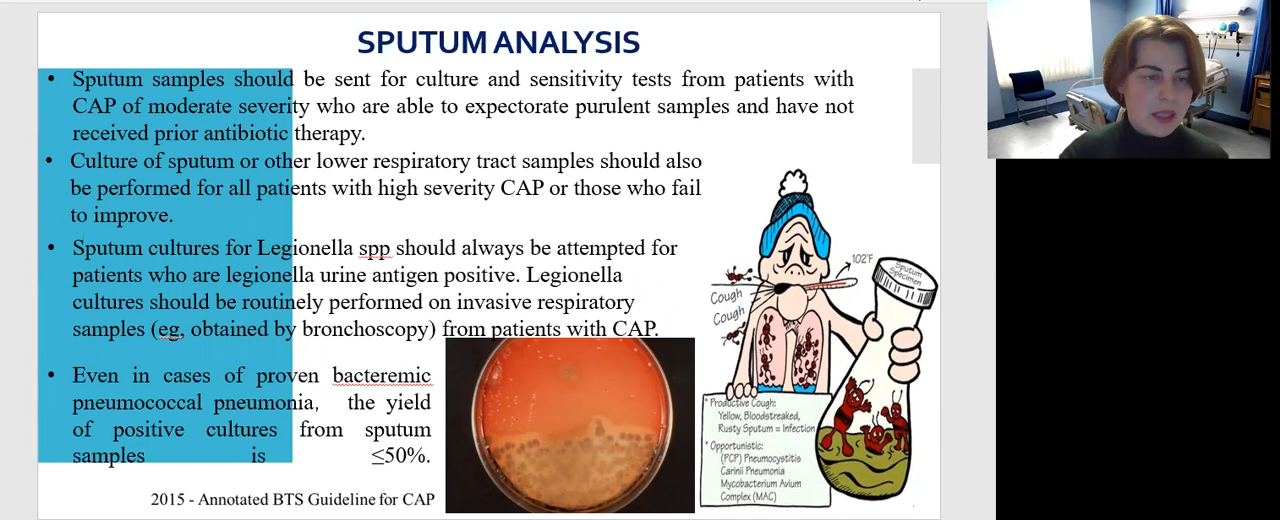 SPUTUM ANALYSIS
• Sputum samples should be sent for culture and sensitivity tests from patients with
CAP of moderate severity who are able to expectorate purulent samples and have not
received prior antibiotic therapy.
• Culture of sputum or other lower respiratory tract samples should also
be performed for all patients with high severity CAP or those who fail
to improve.
• Sputum cultures for Legionella spp should always be attempted for
patients who are legionella urine antigen positive. Legionella
cultures should be routinely performed on invasive respiratory
samples (eg, obtained by bronchoscopy) from patients with CAP.
• Even in cases of proven bacteremic
pneumococcal pneumonia, the yield
of positive cultures from sputum
samples is ≤50%.
2015 - Annotated BTS Guideline for CAP
102°F
Cough
Cough
Sputum
Specimen
* Productive Cough:
Yellow, Bloodstreaked,
Rusty Sputum = Infection
* Opportunistic:
(PCP) Pneumocystitis
Carinii Pneumonia
Mycobacterium Avium
Complex (MAC)